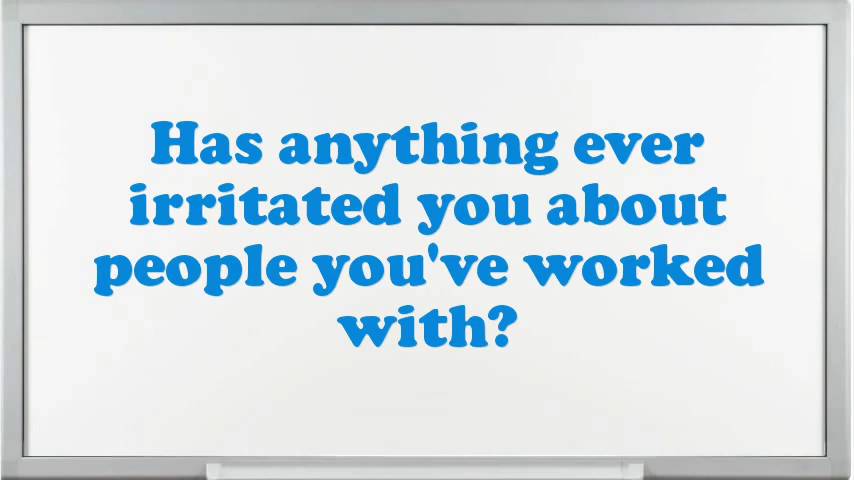 Has anything ever
irritated you about
people you've worked
with?